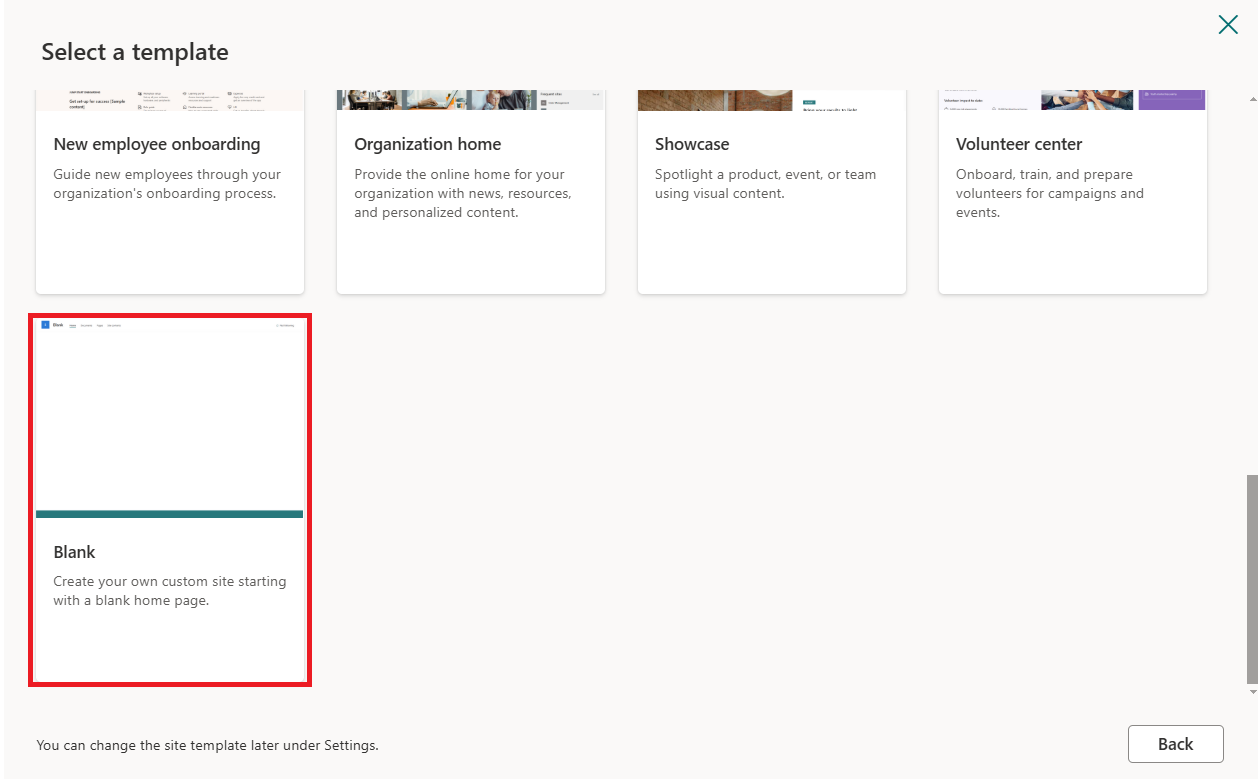 Select a template
Get set-up for success (Sample
content)
New employee onboarding
Guide new employees through your
organization's onboarding process.
Organization home
Provide the online home for your
organization with news, resources,
and personalized content.
Showcase
Spotlight a product, event, or team
using visual content.
Volunteer center
Onboard, train, and prepare
volunteers for campaigns and
events.
Blank
Blank
Create your own custom site starting
with a blank home page.
You can change the site template later under Settings.
Back